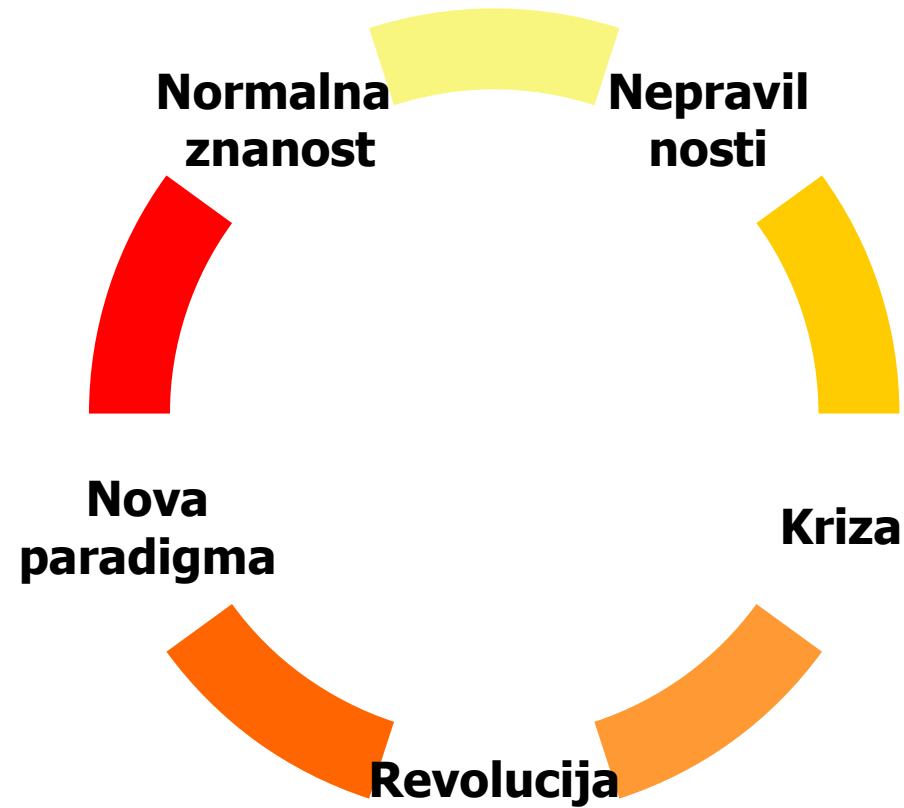 Normalna
znanost
Nepravil
nosti
Kriza
Revolucija
Nova
paradigma